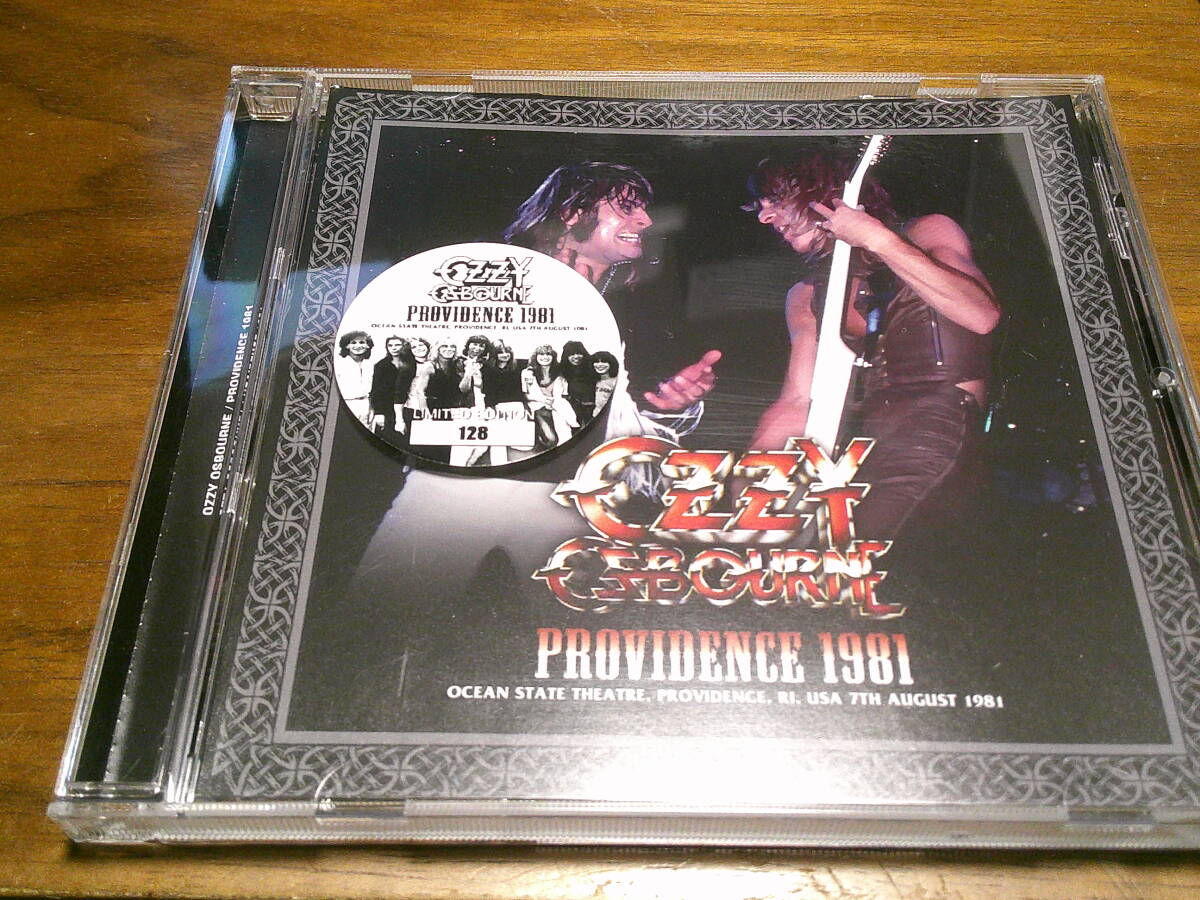 OZZY
OSBOURNE
PROVIDENCE 1981
OCEAN STATE THEATRE, PROVIDENCE, RI, USA 7TH AUGUST 1981
LIMITED EDITION
128
OZZY
OSBOURNE
PROVIDENCE 1981
OCEAN STATE THEATRE, PROVIDENCE, RI, USA 7TH AUGUST 1981
OZZY OSBOURNE / PROVIDENCE 1981